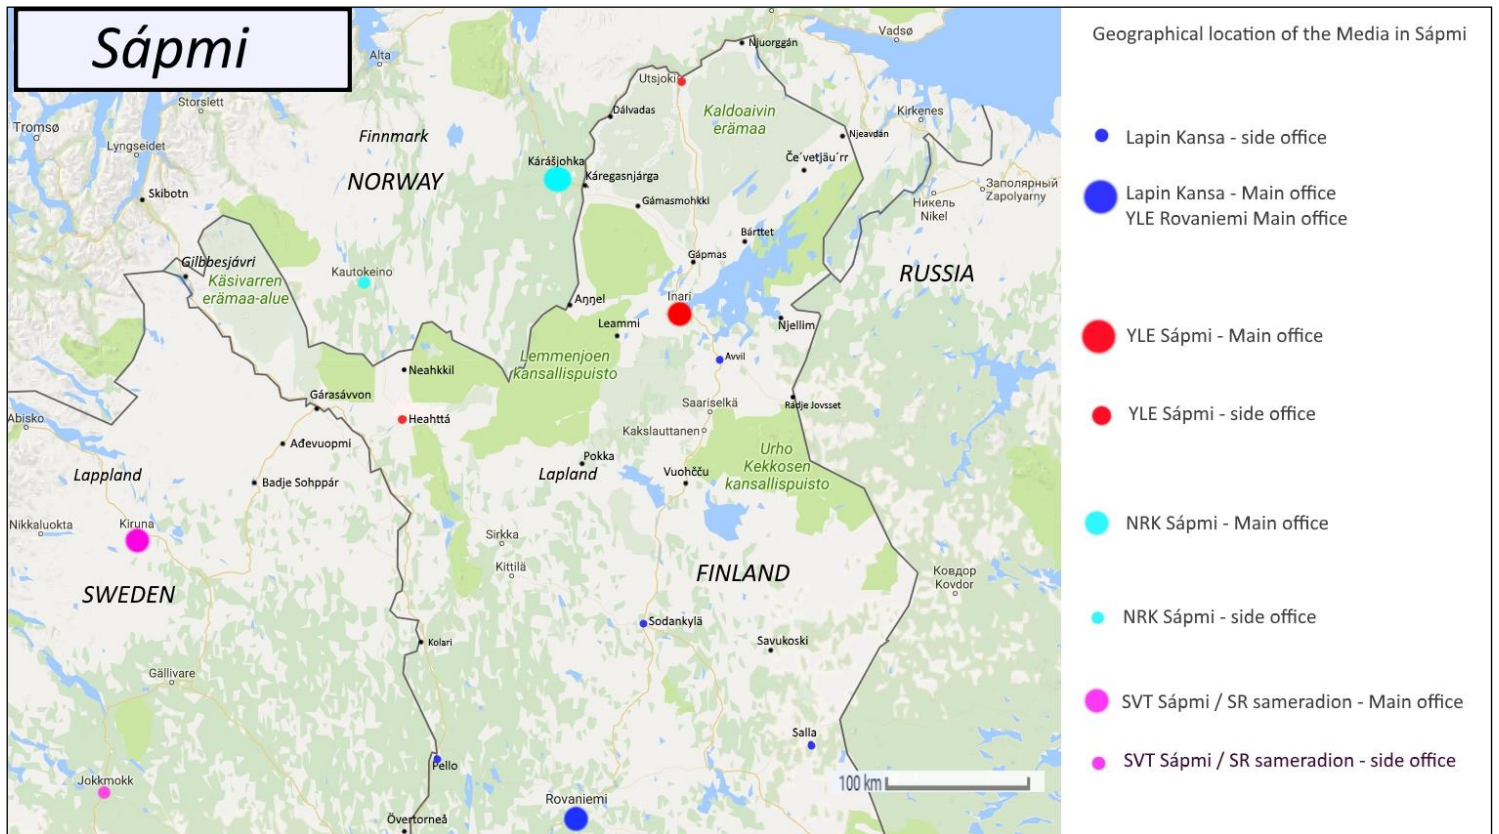 Sápmi
Geographical location of the Media in Sápmi
Lapin Kansa - side office
Lapin Kansa - Main office
YLE Rovaniemi Main office
YLE Sápmi - Main office
YLE Sápmi - side office
NRK Sápmi - Main office
NRK Sápmi - side office
SVT Sápmi / SR sameradion - Main office
SVT Sápmi / SR sameradion - side office
Alta
Njuorggán
Vadsø
Utsjoki
Storslett
Dálvadas
Kaldoaivin
erämaa
Kirkenes
Tromsø
Finnmark
Njeavdán
Lyngseidet
Kárášjohka
Če´vetjäu´rr
NORWAY
Káregasnjárga
Заполярный
Zapolyarny
Skibotn
Gámasmohkki
Никель
Nikel
Bárttet
Gilbbesjávri
Gápmas
Kautokeino
RUSSIA
Käsivarren
erämaa-alue
Inari
Aŋŋel
Leammi
Njellim
Lemmenjoen
kansallispuisto
Avvil
Neahkkil
Gárasávvon
Saariselkä
Rádje Jovsset
Abisko
Heahttá
Kakslauttanen
Ađevuopmi
Urho
Kekkosen
kansallispuisto
Pokka
Lappland
Lapland
Vuohčču
Badje Sohppár
Nikkaluokta
Kiruna
Sirkka
Kittilä
FINLAND
Ковдор
Kovdor
SWEDEN
Sodankylä
Kolari
Savukoski
Gällivare
Salla
Pello
Jokkmokk
100 km
Rovaniemi
Övertorneå